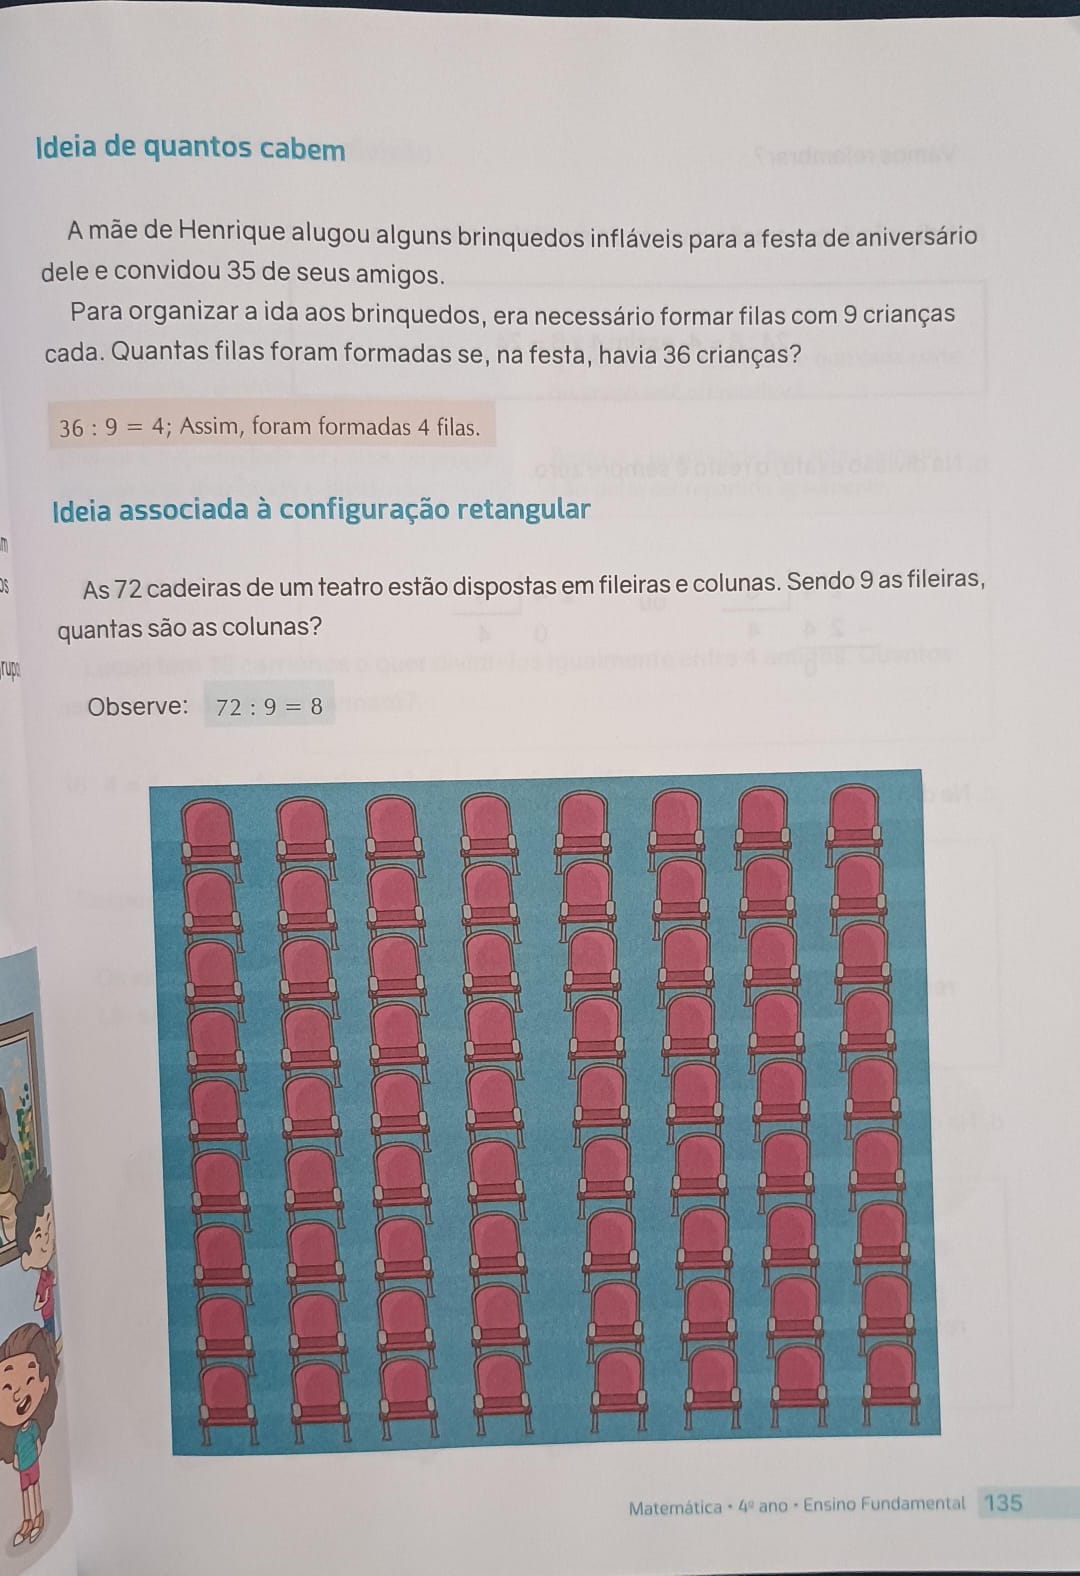 Ideia de quantos cabem
A mãe de Henrique alugou alguns brinquedos infláveis para a festa de aniversário
dele e convidou 35 de seus amigos.
Para organizar a ida aos brinquedos, era necessário formar filas com 9 crianças
cada. Quantas filas foram formadas se, na festa, havia 36 crianças?
36 : 9 = 4; Assim, foram formadas 4 filas.
Ideia associada à configuração retangular
As 72 cadeiras de um teatro estão dispostas em fileiras e colunas. Sendo 9 as fileiras,
quantas são as colunas?
Observe: 72 : 9 = 8
Matemática • 4º ano • Ensino Fundamental 135